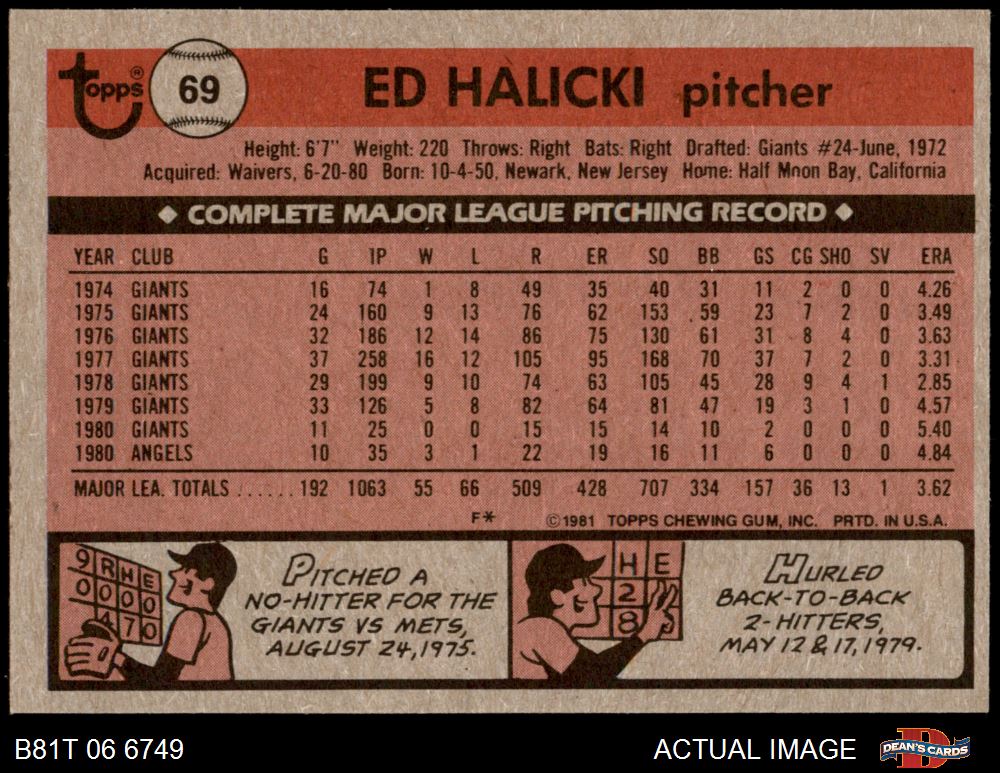 Topps® 69 ED HALICKI pitcher
Height: 6'7" Weight: 220 Throws: Right Bats: Right Drafted: Giants #24-June, 1972
Acquired: Waivers, 6-20-80 Born: 10-4-50, Newark, New Jersey Home: Half Moon Bay, California
◆ COMPLETE MAJOR LEAGUE PITCHING RECORD ◆
YEAR CLUB G IP W L R ER SO BB GS CG SHO SV ERA
1974 GIANTS 16 74 1 8 49 35 40 31 11 2 0 0 4.26
1975 GIANTS 24 160 9 13 76 62 153 59 23 7 2 0 3.49
1976 GIANTS 32 186 12 14 86 75 130 61 31 8 4 0 3.63
1977 GIANTS 37 258 16 12 105 95 168 70 37 7 2 0 3.31
1978 GIANTS 29 199 9 10 74 63 105 45 28 9 4 1 2.85
1979 GIANTS 33 126 5 8 82 64 81 47 19 3 1 0 4.57
1980 GIANTS 11 25 0 0 15 15 14 10 2 0 0 0 5.40
1980 ANGELS 10 35 3 1 22 19 16 11 6 0 0 0 4.84
MAJOR LEA. TOTALS ...... 192 1063 55 66 509 428 707 334 157 36 13 1 3.62
F* ©1981 TOPPS CHEWING GUM, INC. PRTD. IN U.S.A.
9 R H E
0 0 0 0
4 7 0
PITCHED A
NO-HITTER FOR THE
GIANTS VS METS,
AUGUST 24, 1975.
H E
2
8
HURLED
BACK-TO-BACK
2-HITTERS,
MAY 12 & 17, 1979.
B81T 06 6749 ACTUAL IMAGE DEAN'S CARDS